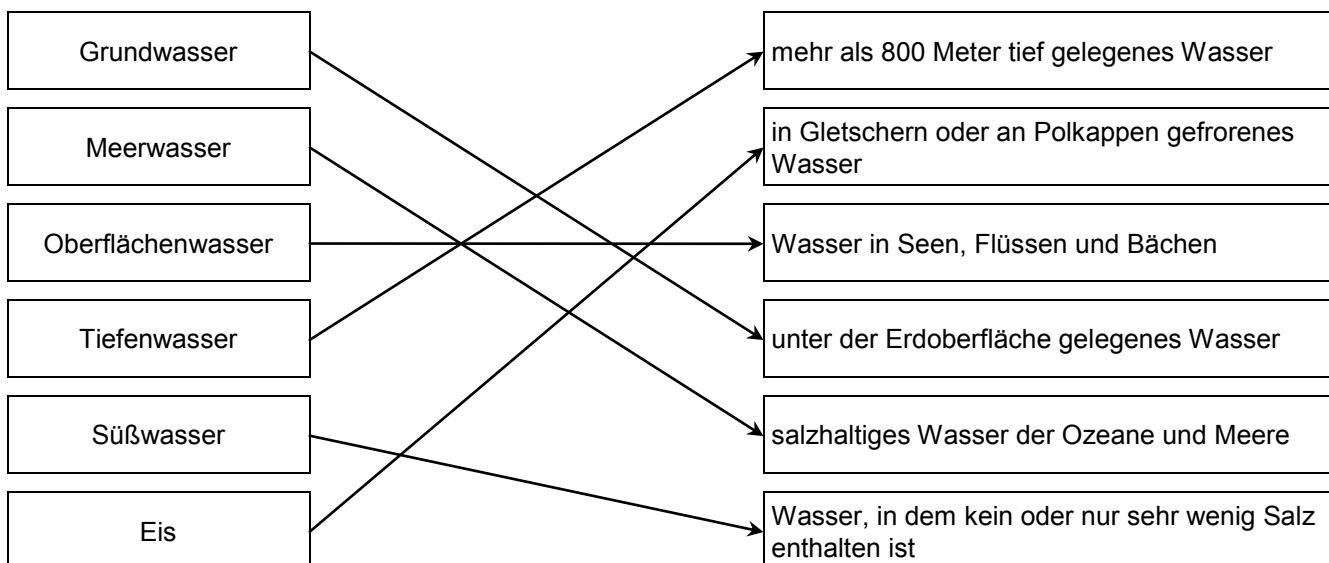 Grundwasser
mehr als 800 Meter tief gelegenes Wasser
Meerwasser
in Gletschern oder an Polkappen gefrorenes
Wasser
Oberflächenwasser
Wasser in Seen, Flüssen und Bächen
Tiefenwasser
unter der Erdoberfläche gelegenes Wasser
Süßwasser
salzhaltiges Wasser der Ozeane und Meere
Eis
Wasser, in dem kein oder nur sehr wenig Salz
enthalten ist